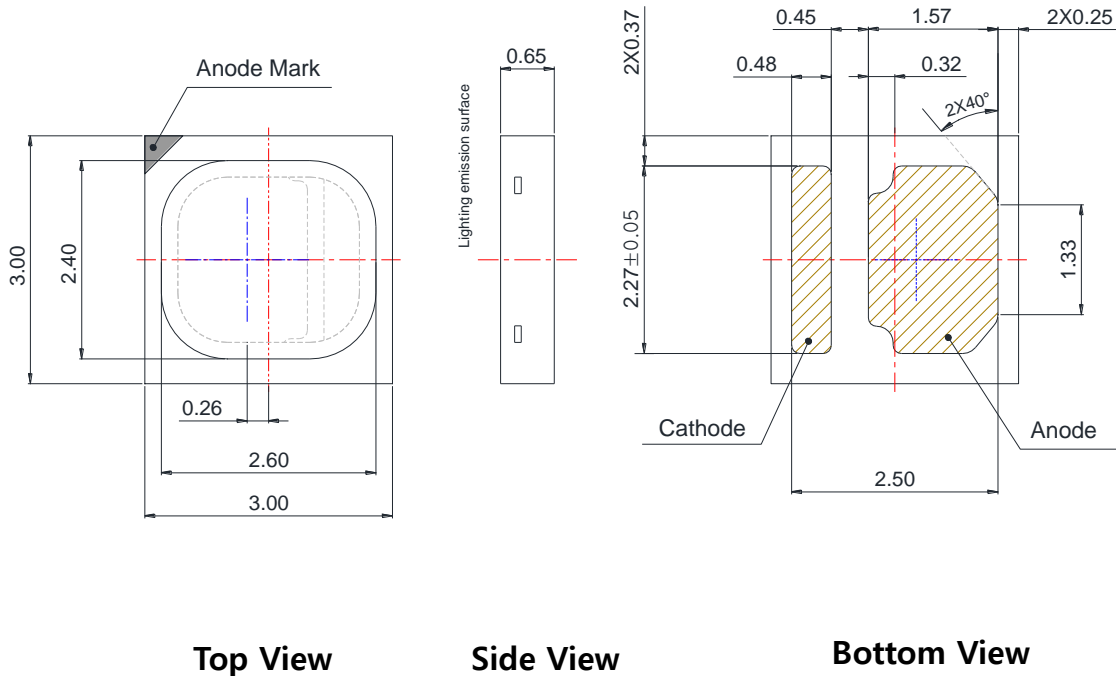 Anode Mark
3.00
2.40
0.26
2.60
3.00
0.65
Lighting emission surface
2X0.37
0.45
1.57
2X0.25
0.48
0.32
2X40°
2.27±0.05
1.33
Cathode
Anode
2.50
Top View
Side View
Bottom View